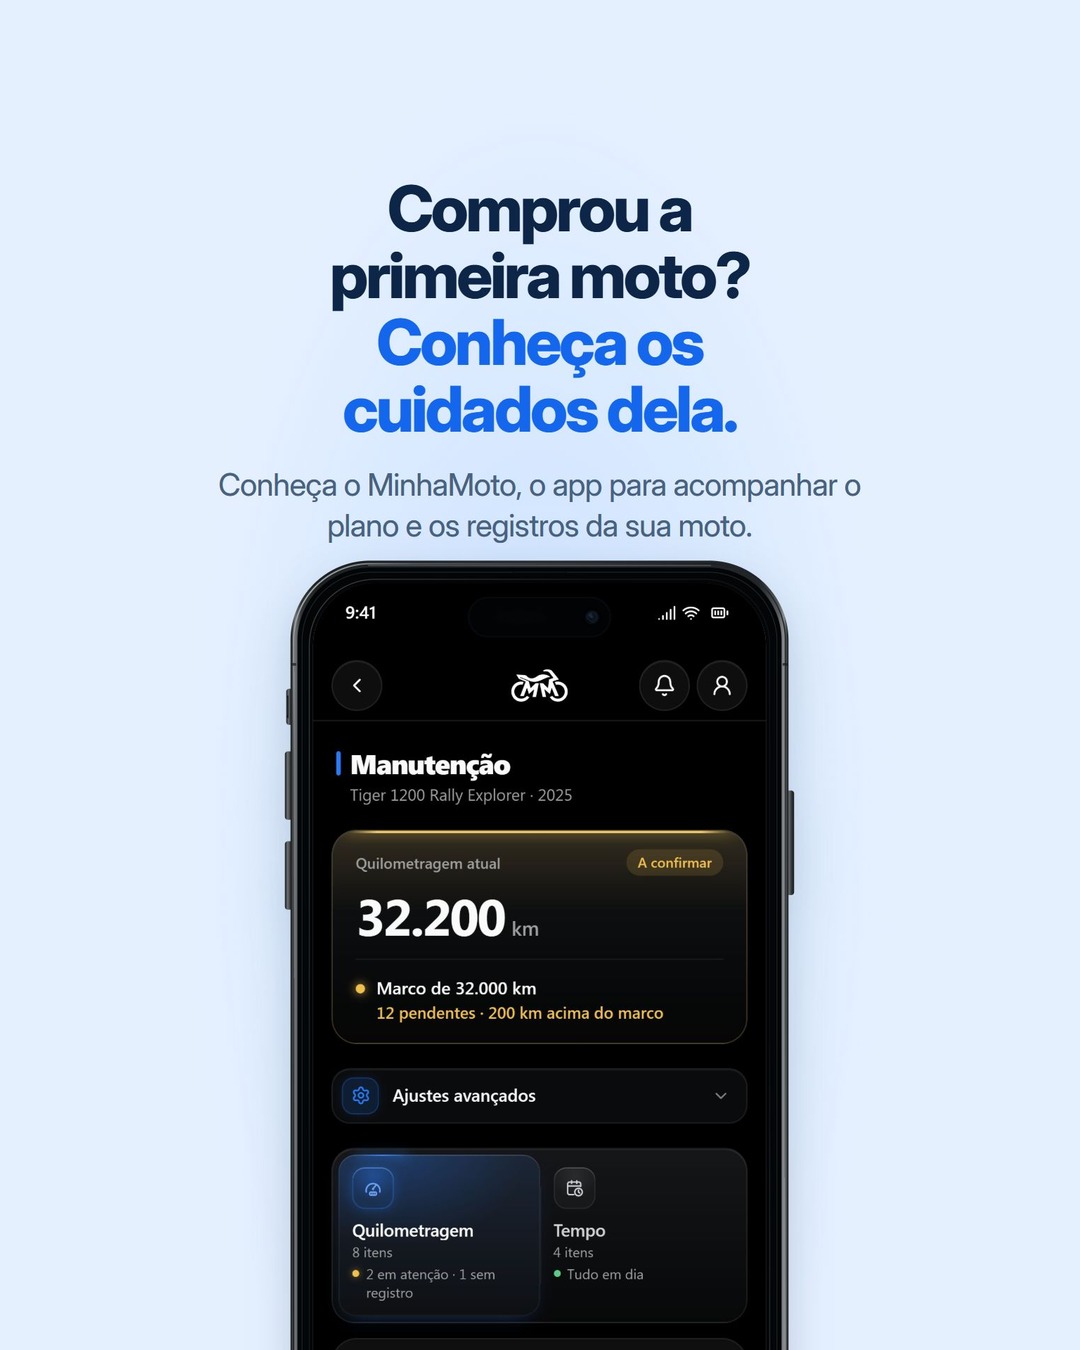 Comprou a
primeira moto?
Conheça os
cuidados dela.
Conheça o MinhaMoto, o app para acompanhar o
plano e os registros da sua moto.
9:41
MM
Manutenção
Tiger 1200 Rally Explorer · 2025
Quilometragem atual
A confirmar
32.200 km
Marco de 32.000 km
12 pendentes · 200 km acima do marco
Ajustes avançados
Quilometragem
8 itens
2 em atenção · 1 sem
registro
Tempo
4 itens
Tudo em dia